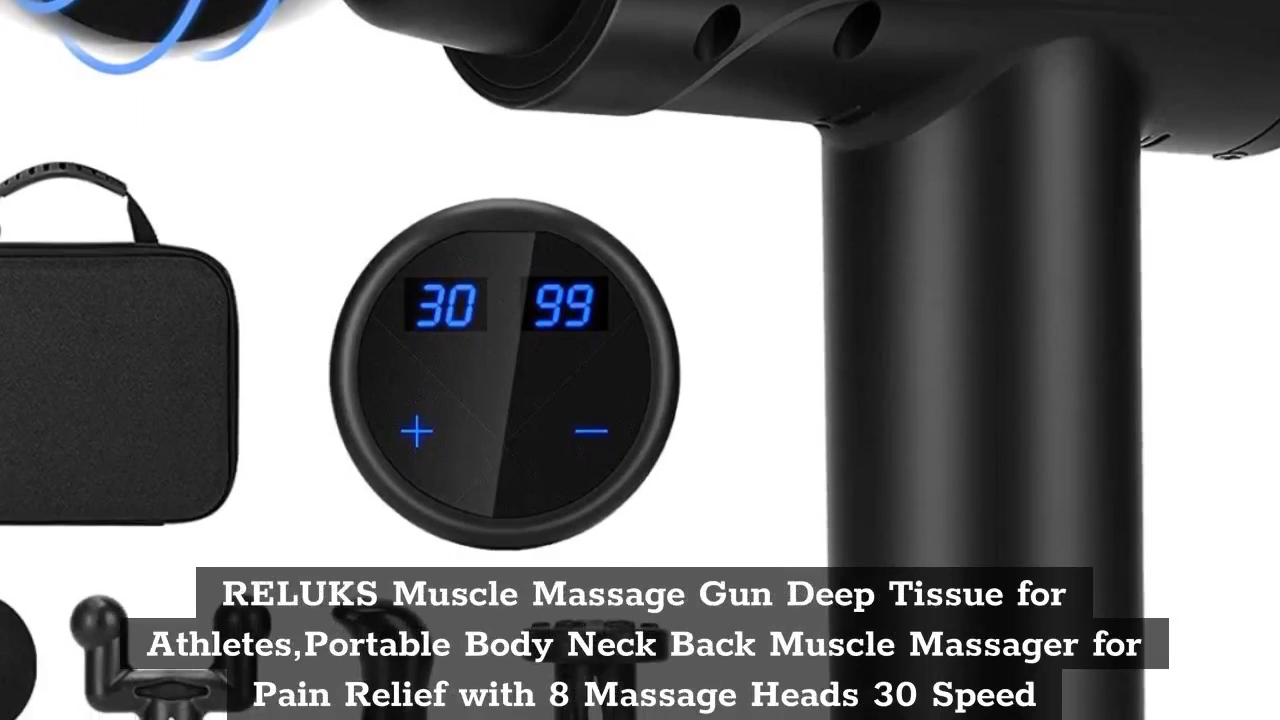 30 99
+ −
RELUKS Muscle Massage Gun Deep Tissue for
Athletes,Portable Body Neck Back Muscle Massager for
Pain Relief with 8 Massage Heads 30 Speed